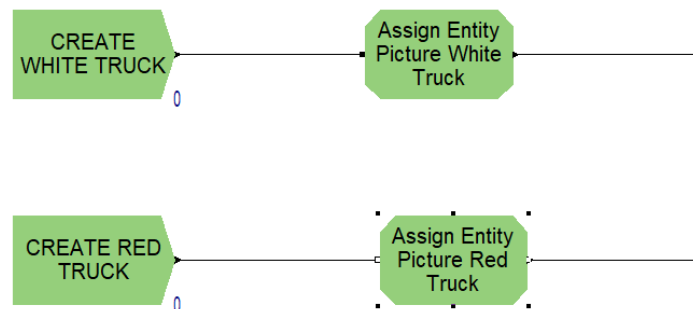 CREATE
WHITE TRUCK
0
Assign Entity
Picture White
Truck
CREATE RED
TRUCK
0
Assign Entity
Picture Red
Truck